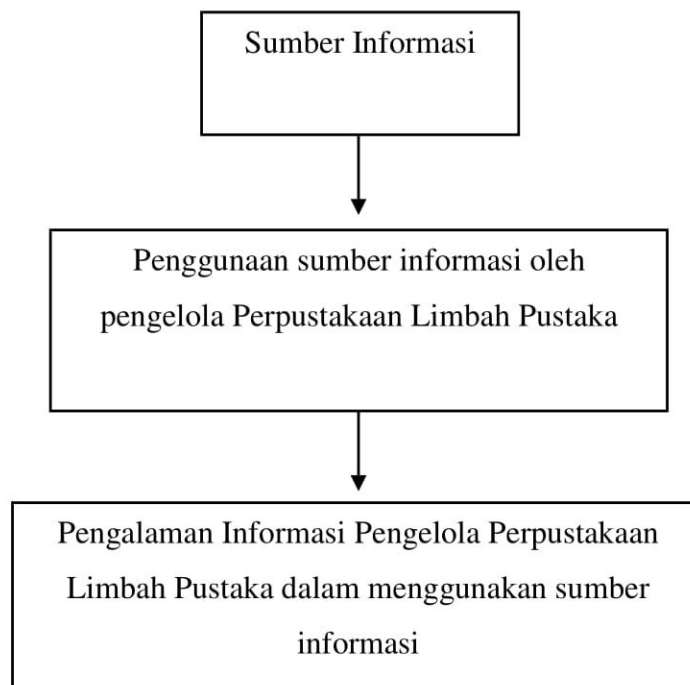 Sumber Informasi
Penggunaan sumber informasi oleh
pengelola Perpustakaan Limbah Pustaka
Pengalaman Informasi Pengelola Perpustakaan
Limbah Pustaka dalam menggunakan sumber
informasi